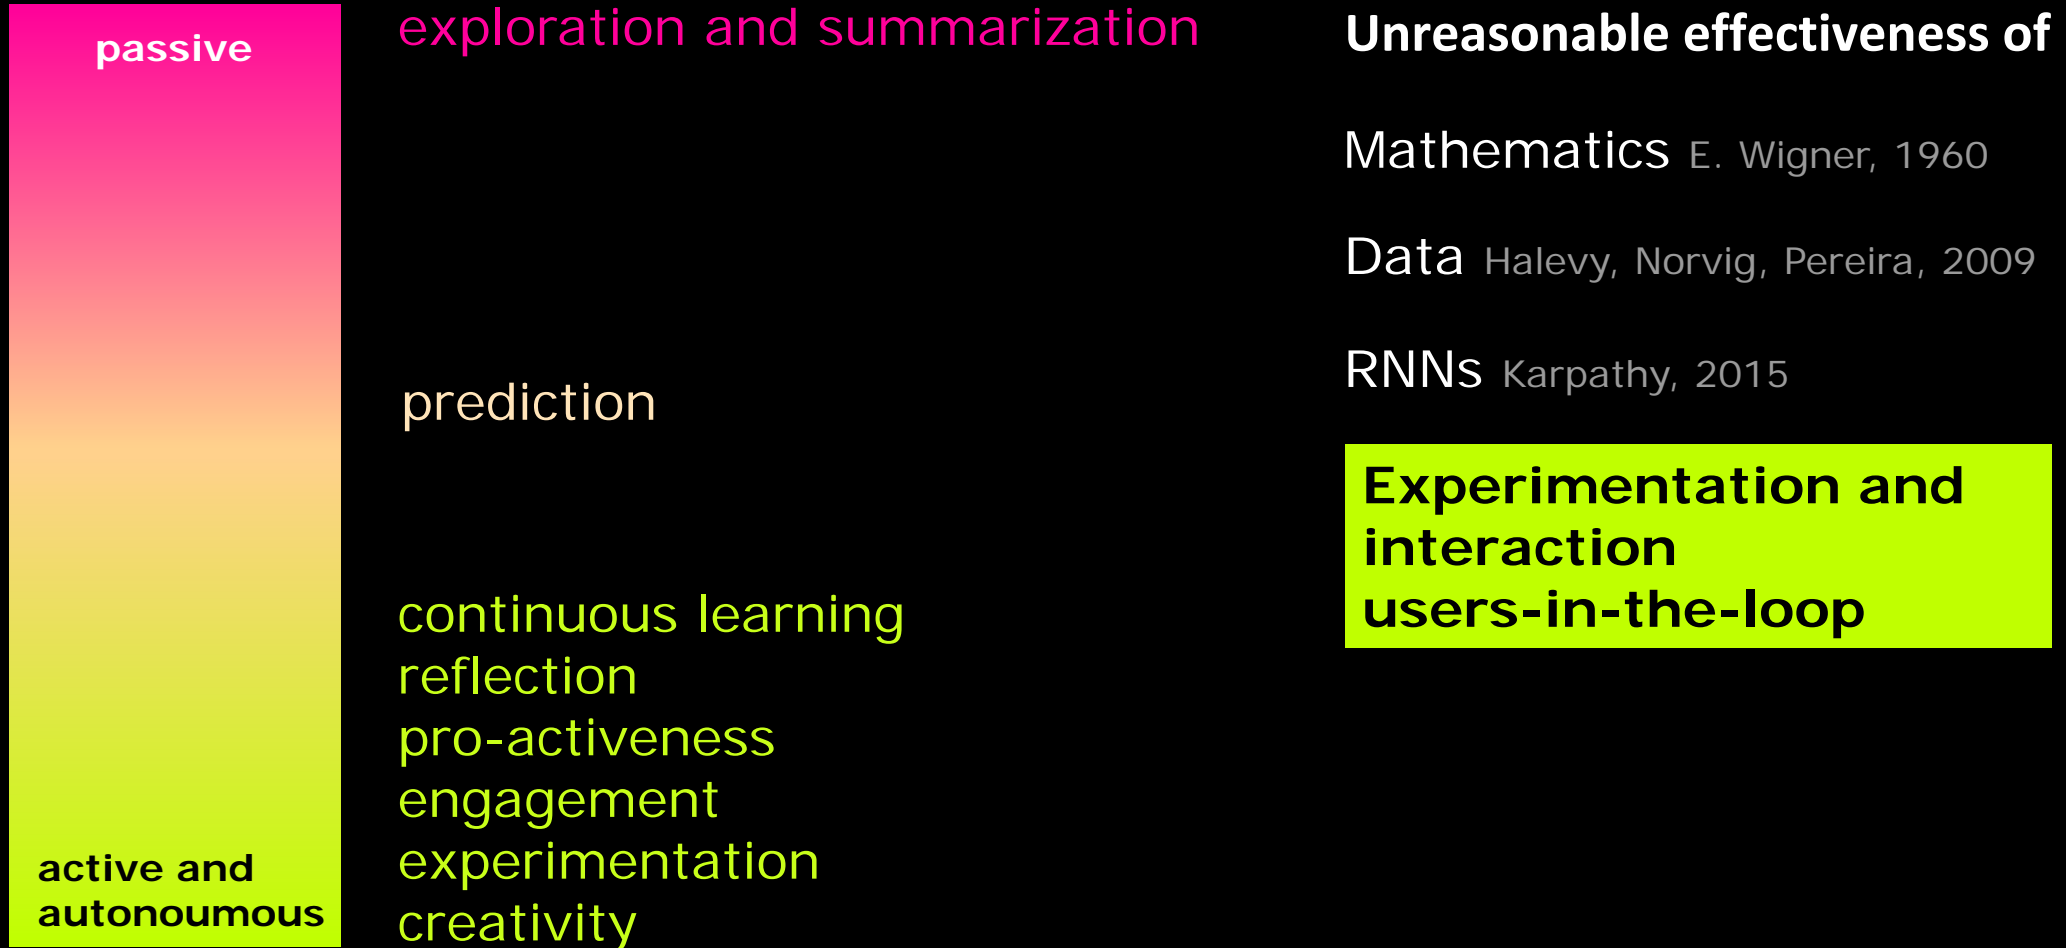 passive
exploration and summarization
prediction
continuous learning
reflection
pro-activeness
engagement
experimentation
creativity
active and
autonoumous
Unreasonable effectiveness of
Mathematics E. Wigner, 1960
Data Halevy, Norvig, Pereira, 2009
RNNs Karpathy, 2015
Experimentation and
interaction
users-in-the-loop